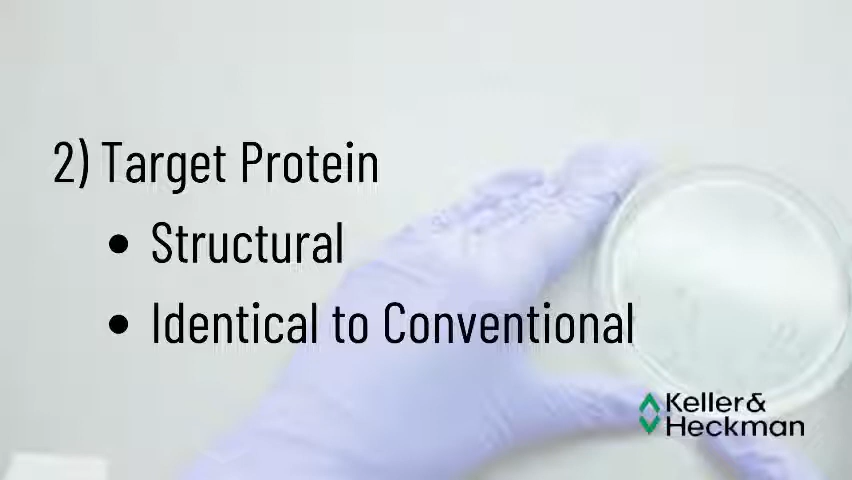 2) Target Protein
• Structural
• Identical to Conventional
Keller&
Heckman